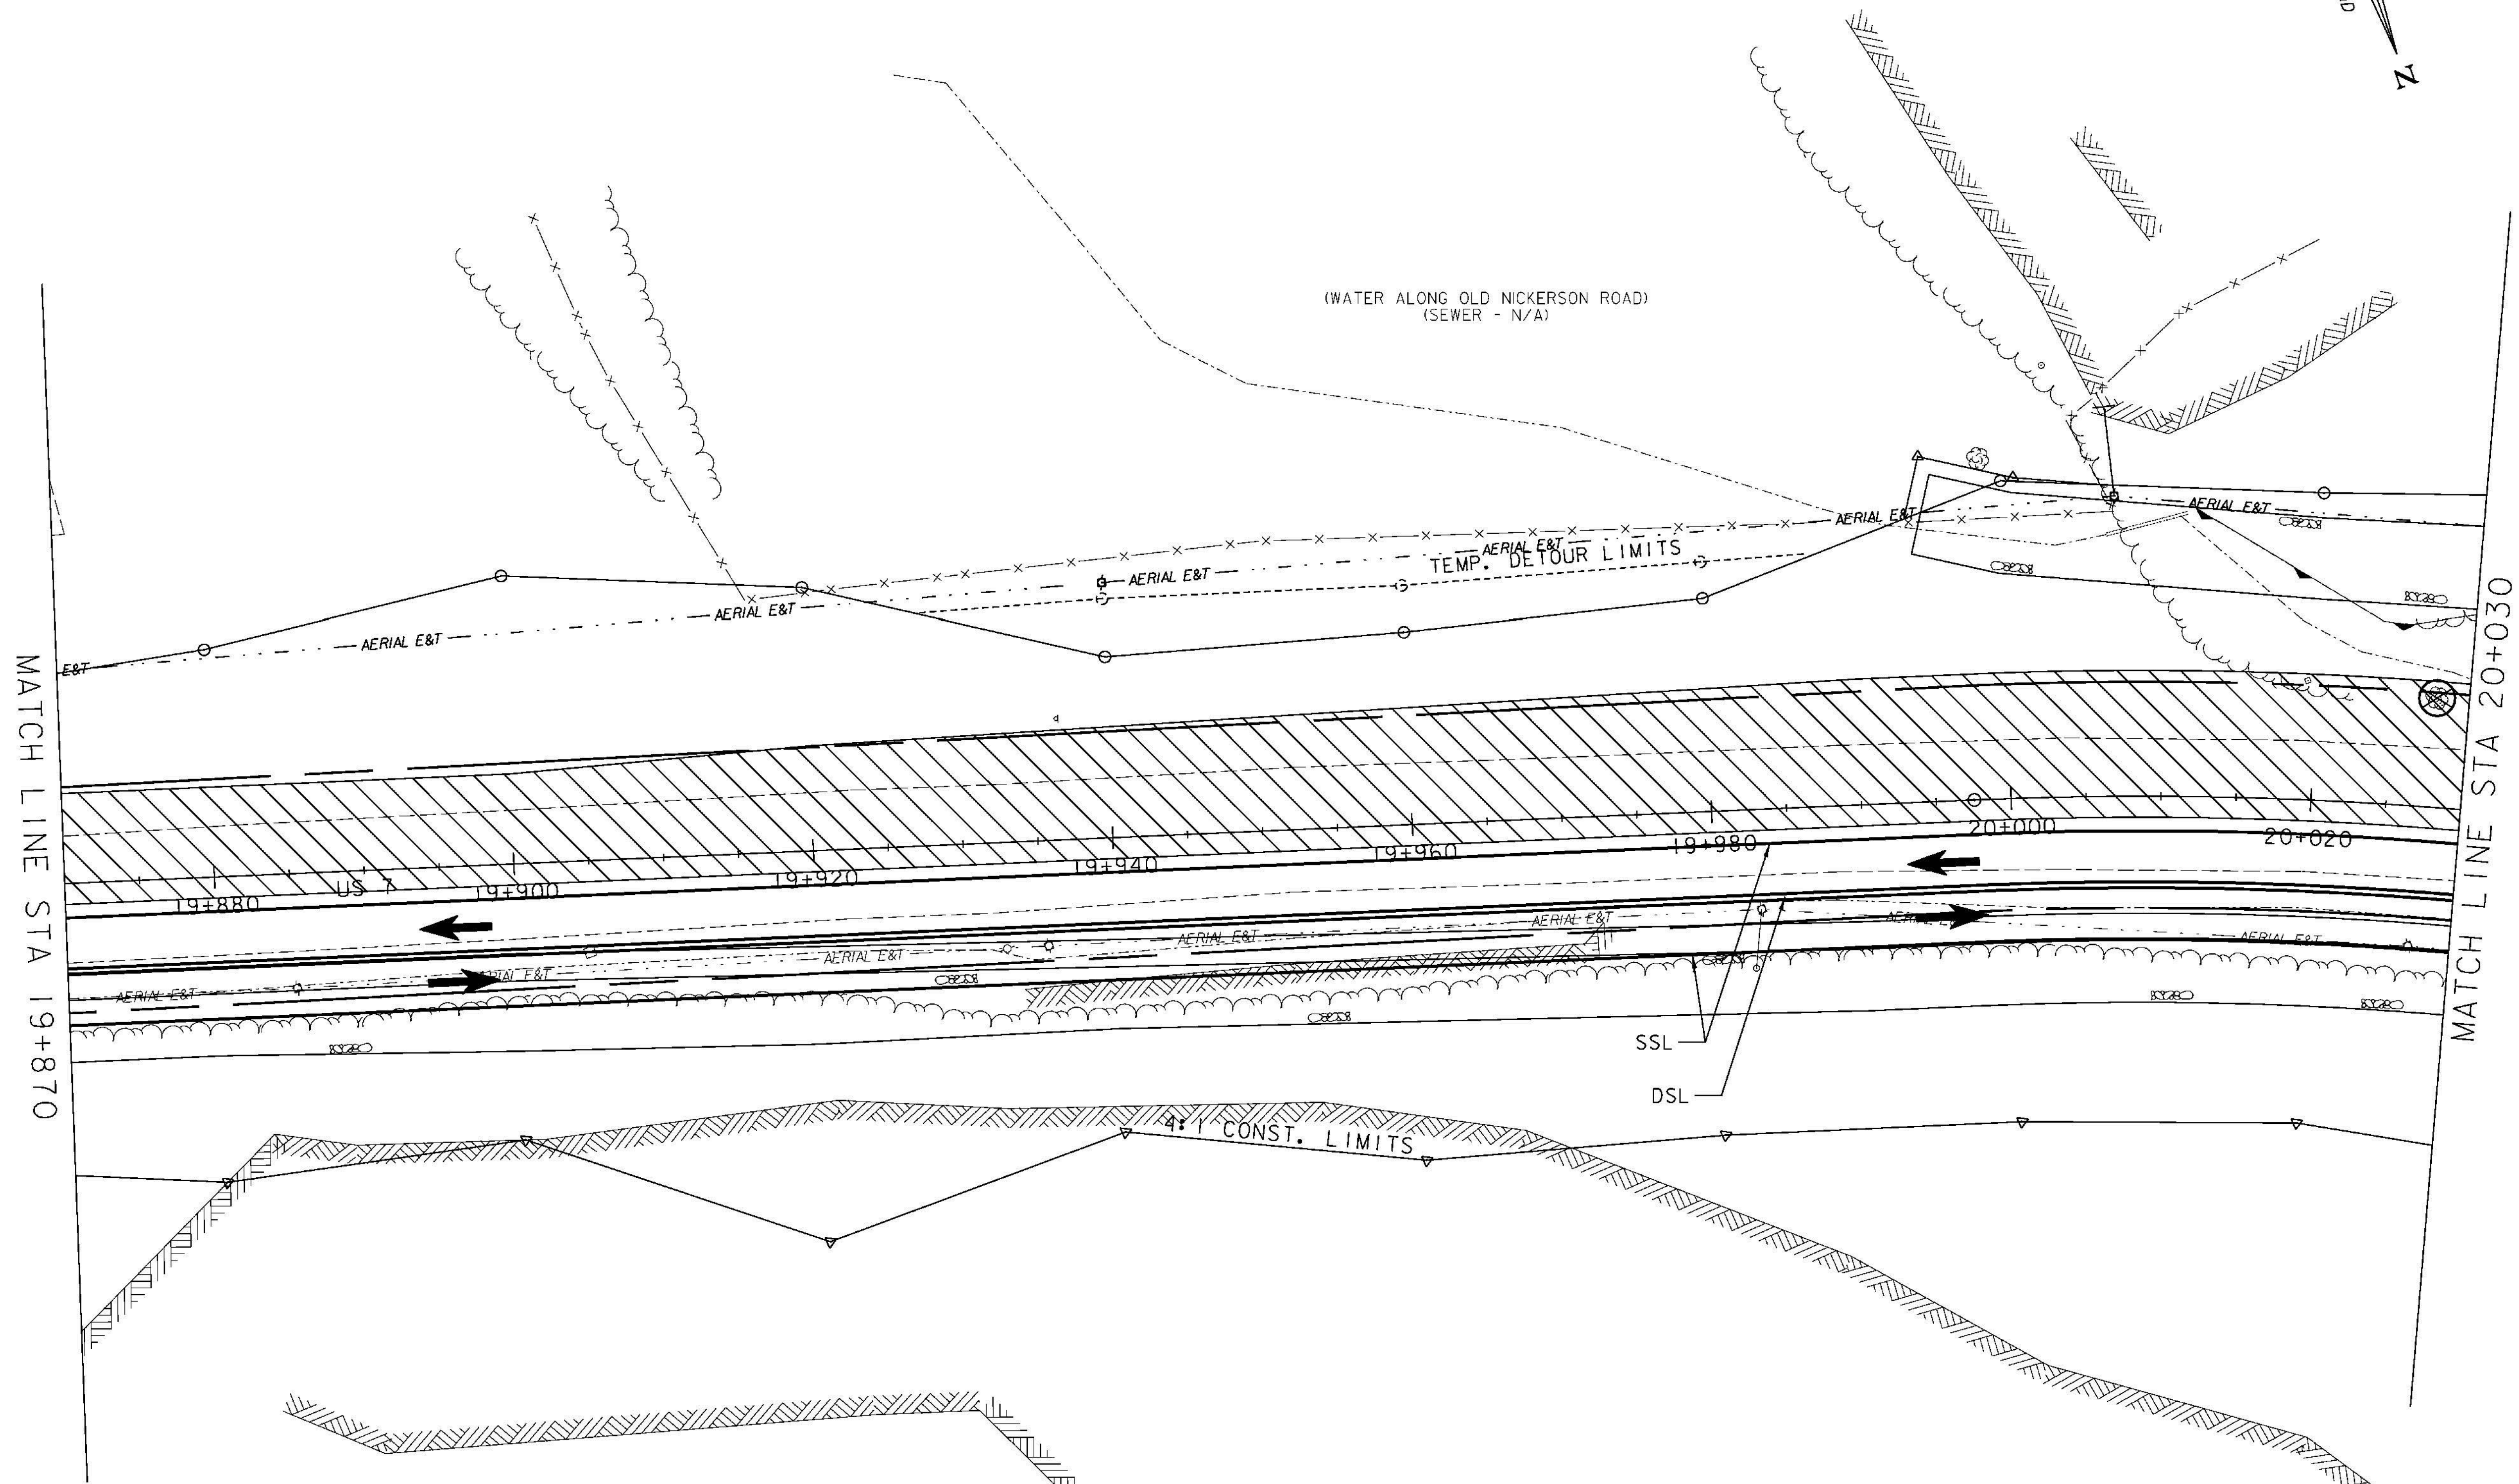 N
(WATER ALONG OLD NICKERSON ROAD)
(SEWER - N/A)
AERIAL E&T
AERIAL E&T
AERIAL E&T
TEMP. DETOUR LIMITS
AERIAL E&T
AERIAL E&T
AERIAL E&T
E&T
MATCH LINE STA 19+870
MATCH LINE STA 20+030
19+880
US 7
19+900
19+920
19+940
19+960
19+980
20+000
20+020
AERIAL E&T
AERIAL E&T
AERIAL E&T
AERIAL E&T
AERIAL E&T
E&T
SSL
DSL
4:1 CONST. LIMITS